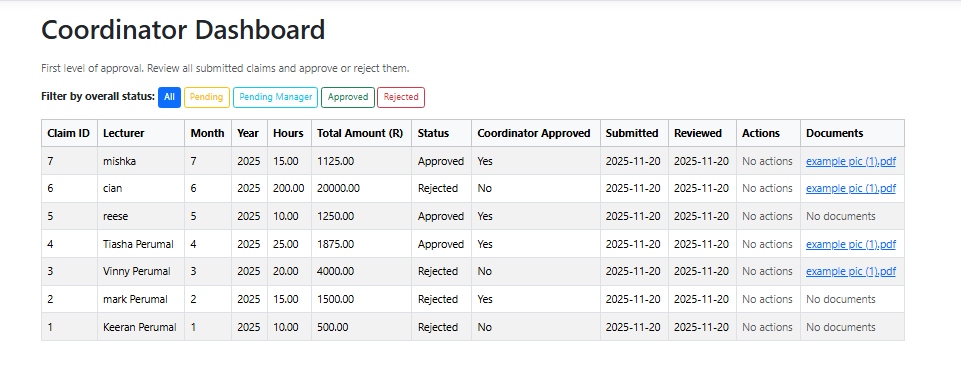 Coordinator Dashboard
First level of approval. Review all submitted claims and approve or reject them.
Filter by overall status: All Pending Pending Manager Approved Rejected
Claim ID Lecturer Month Year Hours Total Amount (R) Status Coordinator Approved Submitted Reviewed Actions Documents
7 mishka 7 2025 15.00 1125.00 Approved Yes 2025-11-20 2025-11-20 No actions example pic (1).pdf
6 cian 6 2025 200.00 20000.00 Rejected No 2025-11-20 2025-11-20 No actions example pic (1).pdf
5 reese 5 2025 10.00 1250.00 Approved Yes 2025-11-20 2025-11-20 No actions No documents
4 Tiasha Perumal 4 2025 25.00 1875.00 Approved Yes 2025-11-20 2025-11-20 No actions example pic (1).pdf
3 Vinny Perumal 3 2025 20.00 4000.00 Rejected No 2025-11-20 2025-11-20 No actions example pic (1).pdf
2 mark Perumal 2 2025 15.00 1500.00 Rejected Yes 2025-11-20 2025-11-20 No actions No documents
1 Keeran Perumal 1 2025 10.00 500.00 Rejected No 2025-11-20 2025-11-20 No actions No documents